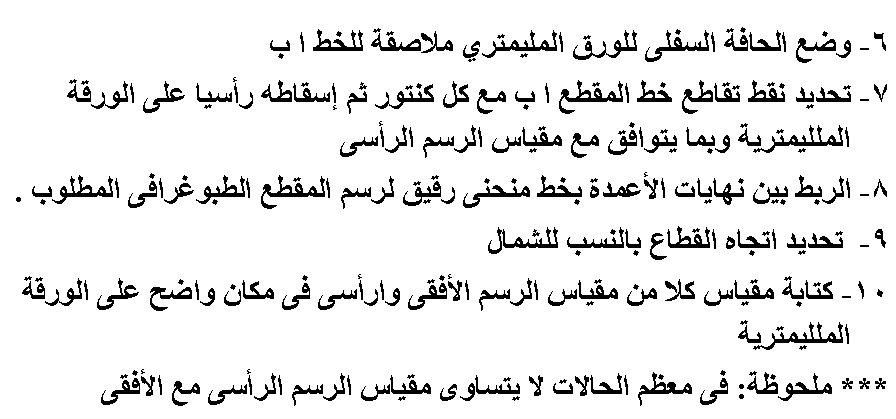 ٦- وضع الحافة السفلى للورق المليمتري ملاصقة للخط ا ب
٧- تحديد نقط تقاطع خط المقطع ا ب مع كل كنتور ثم إسقاطه رأسيا على الورقة
الملليمترية وبما يتوافق مع مقياس الرسم الرأسى
٨- الربط بين نهايات الأعمدة بخط منحنى رقيق لرسم المقطع الطبوغرافى المطلوب .
٩- تحديد اتجاه القطاع بالنسب للشمال
١٠- كتابة مقياس كلا من مقياس الرسم الأفقى وارأسى فى مكان واضح على الورقة
الملليمترية
*** ملحوظة: فى معظم الحالات لا يتساوى مقياس الرسم الرأسى مع الأفقى